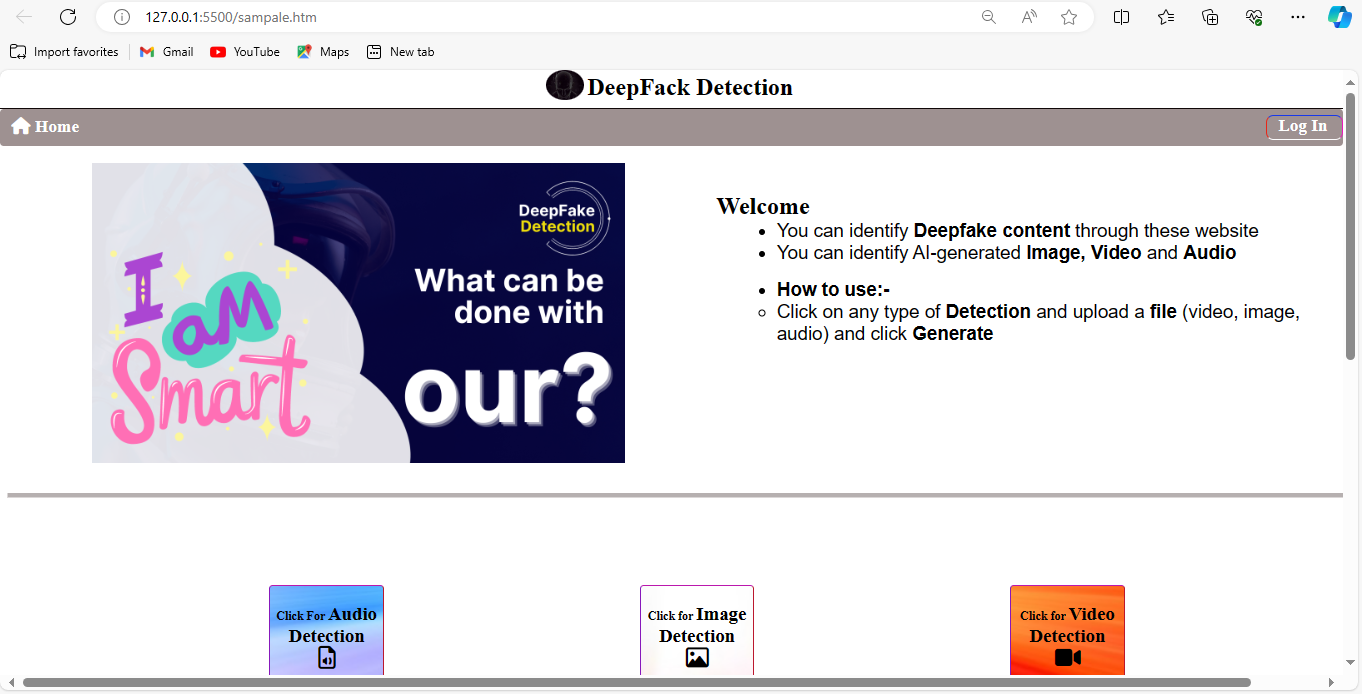 127.0.0.1:5500/sampale.htm
Import favorites
Gmail
YouTube
Maps
New tab
DeepFack Detection
Home
Log In
I
aM
Smart
DeepFake
Detection
What can be
done with
our?
Welcome
You can identify Deepfake content through these website
You can identify AI-generated Image, Video and Audio
How to use:-
Click on any type of Detection and upload a file (video, image,
audio) and click Generate
Click For Audio
Detection
Click for Image
Detection
Click for Video
Detection